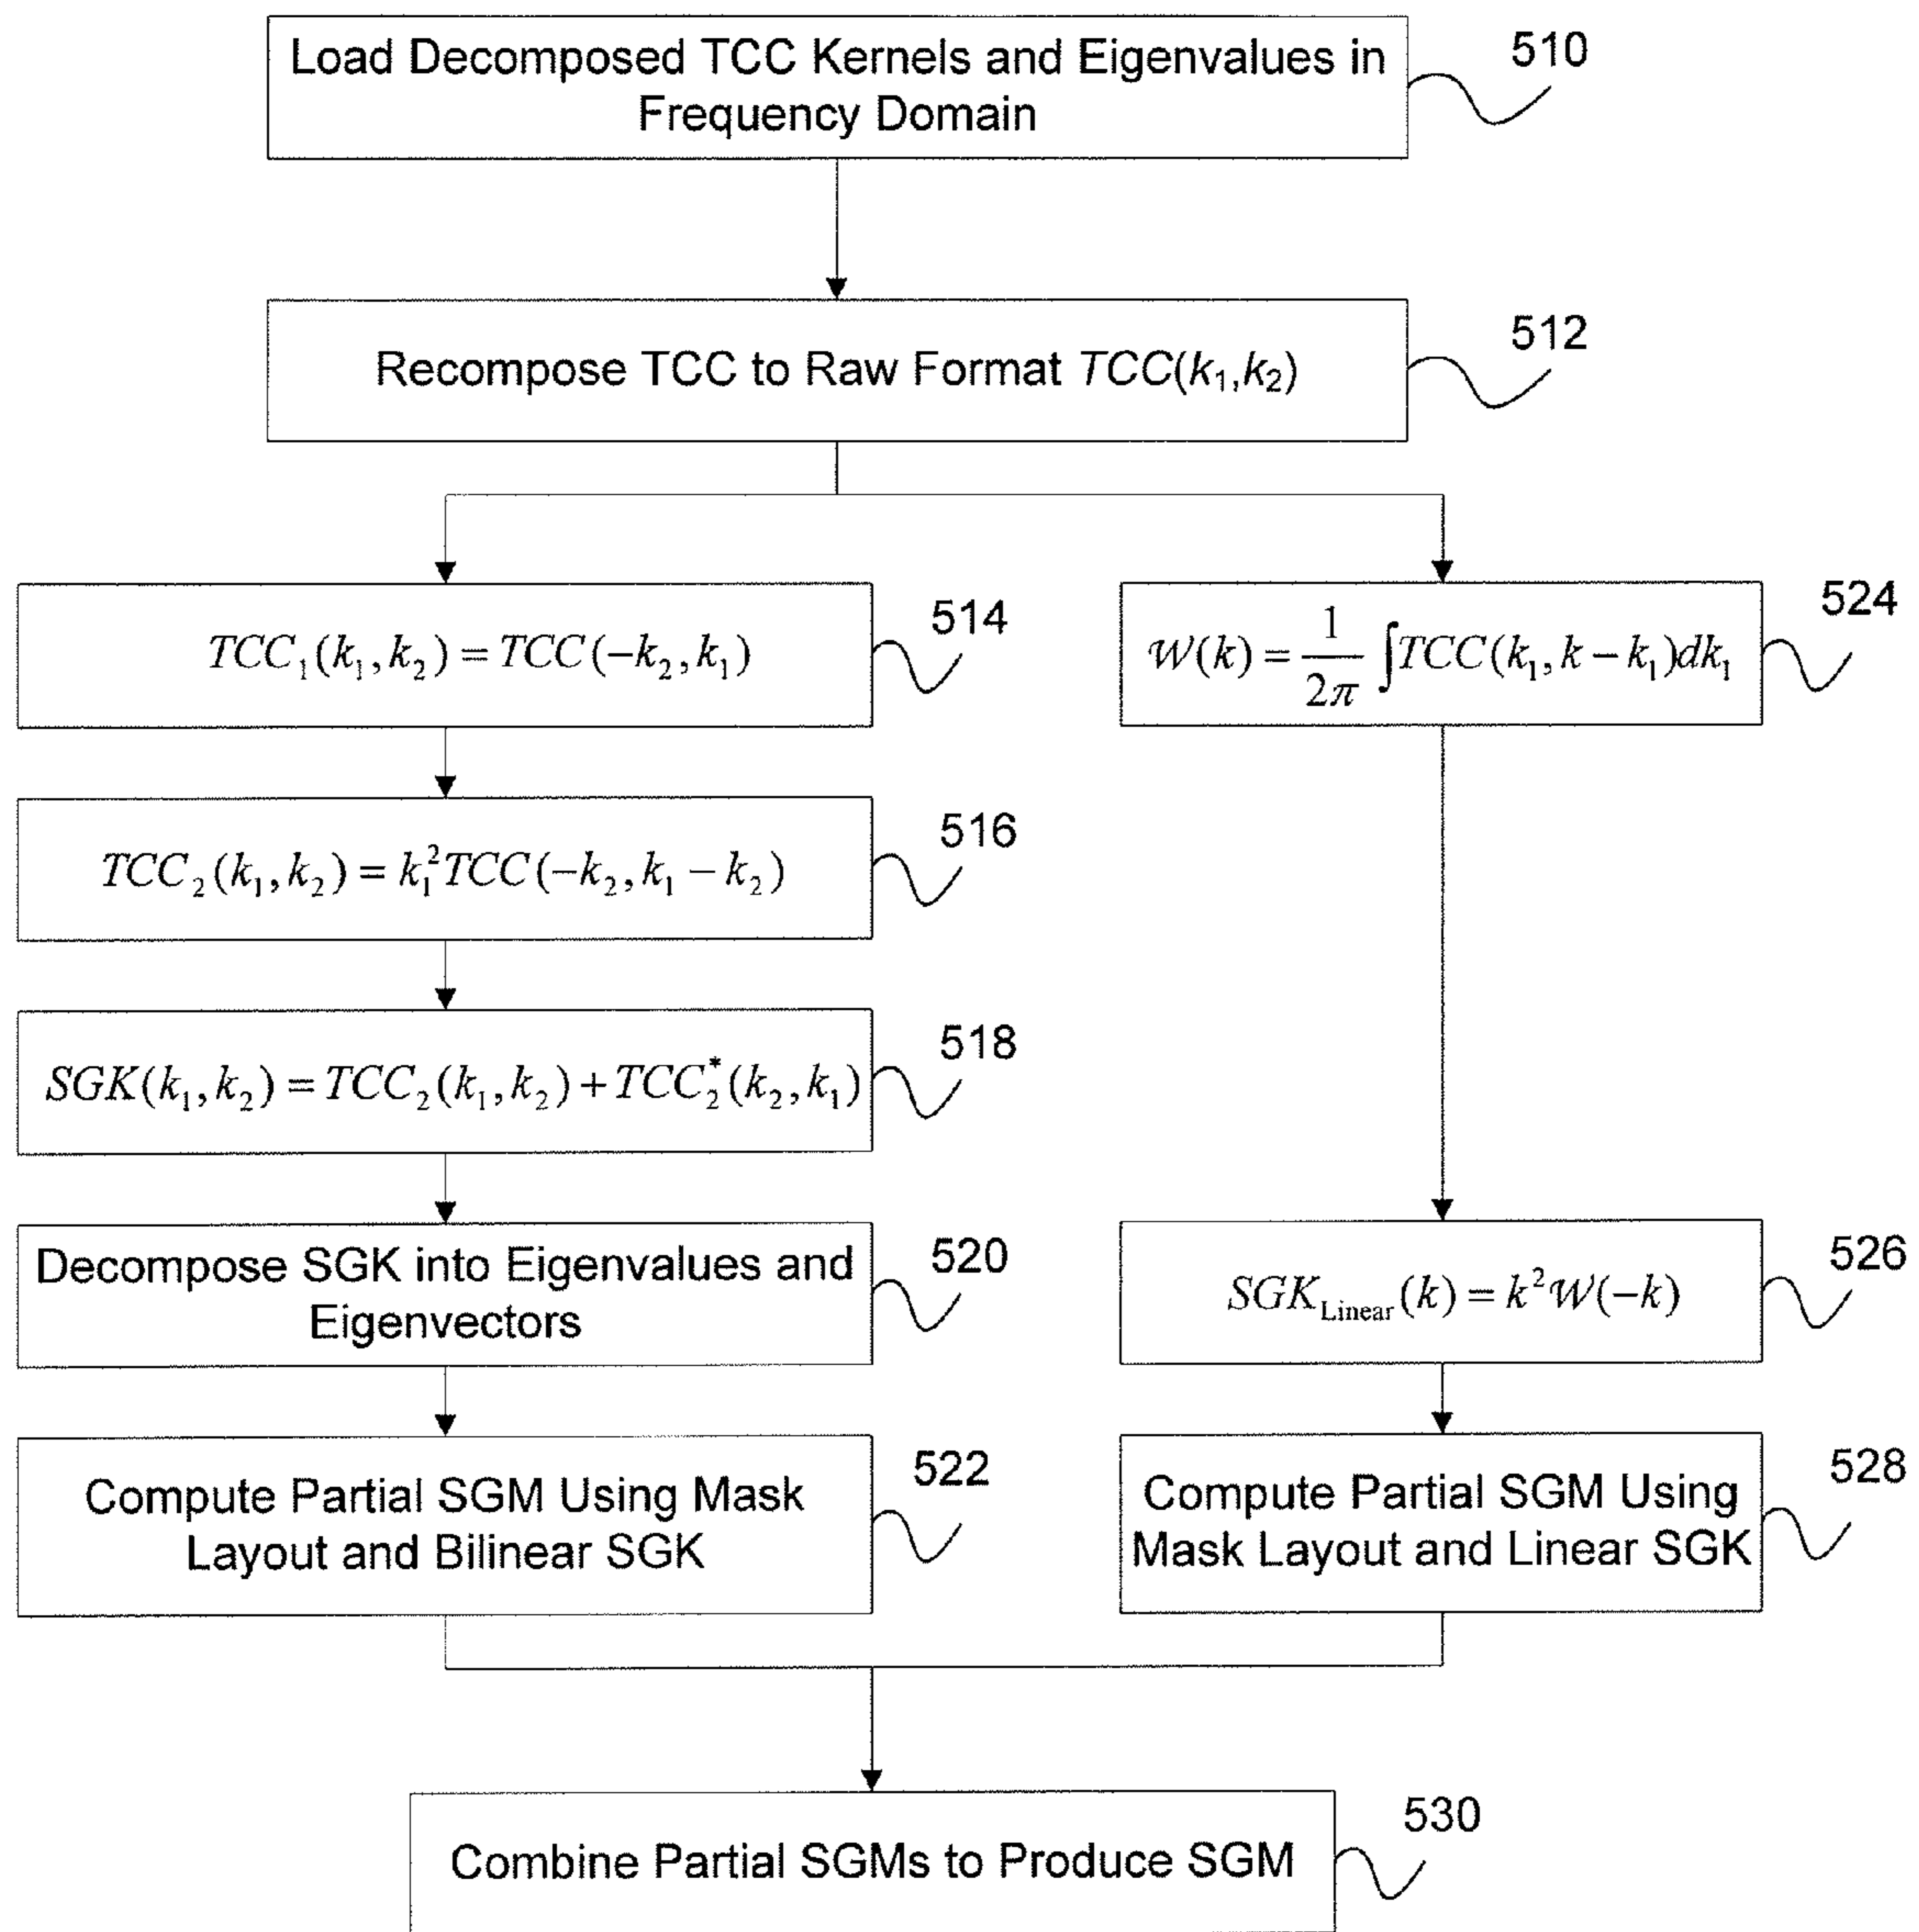 Load Decomposed TCC Kernels and Eigenvalues in
Frequency Domain
510
Recompose TCC to Raw Format TCC(k₁,k₂)
512
TCC₁(k₁,k₂) = TCC(−k₂,k₁)
514
𝒲(k) = 1/2π ∫TCC(k₁,k−k₁)dk₁
524
TCC₂(k₁,k₂) = k₁²TCC(−k₂,k₁−k₂)
516
SGK(k₁,k₂) = TCC₂(k₁,k₂)+TCC₂*(k₂,k₁)
518
Decompose SGK into Eigenvalues and
Eigenvectors
520
SGK_Linear(k) = k²𝒲(−k)
526
Compute Partial SGM Using Mask
Layout and Bilinear SGK
522
Compute Partial SGM Using
Mask Layout and Linear SGK
528
Combine Partial SGMs to Produce SGM
530